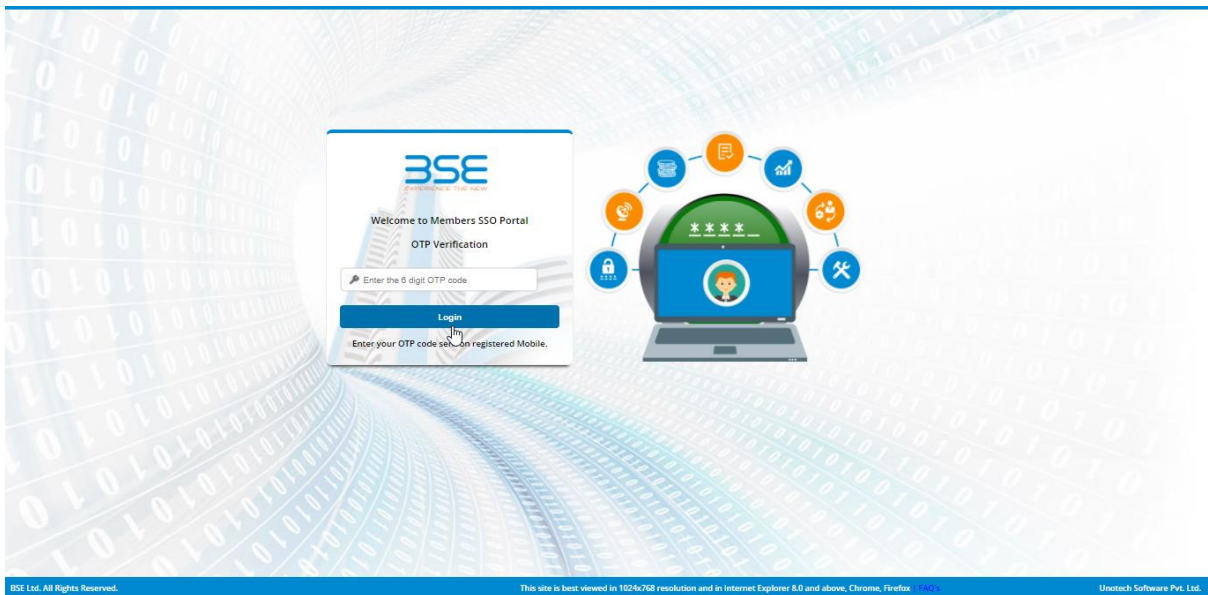 BSE
EXPERIENCE THE NEW
Welcome to Members SSO Portal
OTP Verification
Enter the 6 digit OTP code
Login
Enter your OTP code on registered Mobile.
* * * * _
BSE Ltd. All Rights Reserved.
This site is best viewed in 1024x768 resolution and in Internet Explorer 8.0 and above, Chrome, Firefox | FAQ's
Unotech Software Pvt. Ltd.